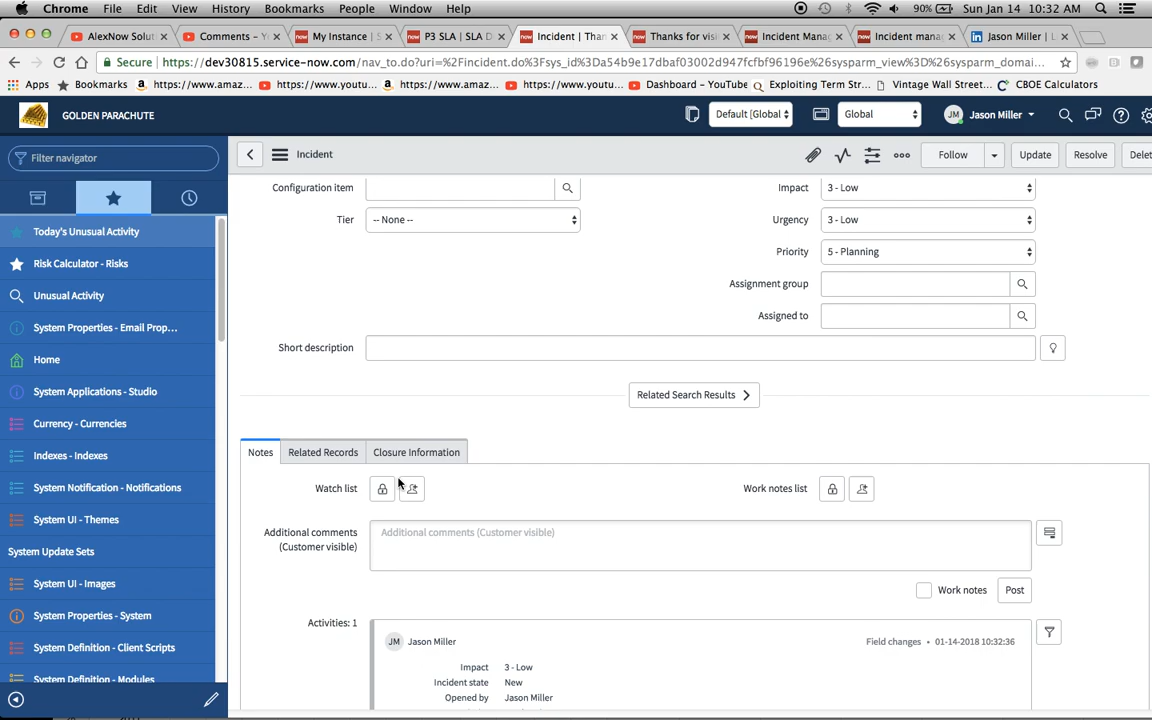 Chrome File Edit View History Bookmarks People Window Help 90% Sun Jan 14 10:32 AM
AlexNow Solut × Comments – Yo × My Instance | S × P3 SLA | SLA D × Incident | Than × Thanks for visi × Incident Mana × Incident mana × Jason Miller | L ×
Secure https://dev30815.service-now.com/nav_to.do?uri=%2Fincident.do%3Fsys_id%3Da54b9e17dbaf03002d947fcfbf96196e%26sysparm_view%3D%26sysparm_domai...
Apps Bookmarks https://www.amaz... https://www.youtu... https://www.amaz... https://www.youtu... Dashboard – YouTube Exploiting Term Str... Vintage Wall Street... CBOE Calculators
GOLDEN PARACHUTE Default [Global Global JM Jason Miller
Filter navigator
Incident Follow Update Resolve Delet
Today's Unusual Activity
Risk Calculator - Risks
Unusual Activity
System Properties - Email Prop...
Home
System Applications - Studio
Currency - Currencies
Indexes - Indexes
System Notification - Notifications
System UI - Themes
System Update Sets
System UI - Images
System Properties - System
System Definition - Client Scripts
System Definition - Modules
Configuration item Impact 3 - Low
Tier -- None -- Urgency 3 - Low
Priority 5 - Planning
Assignment group
Assigned to
Short description
Related Search Results
Notes Related Records Closure Information
Watch list Work notes list
Additional comments
(Customer visible)
Additional comments (Customer visible)
Work notes Post
Activities: 1
JM Jason Miller Field changes • 01-14-2018 10:32:36
Impact 3 - Low
Incident state New
Opened by Jason Miller